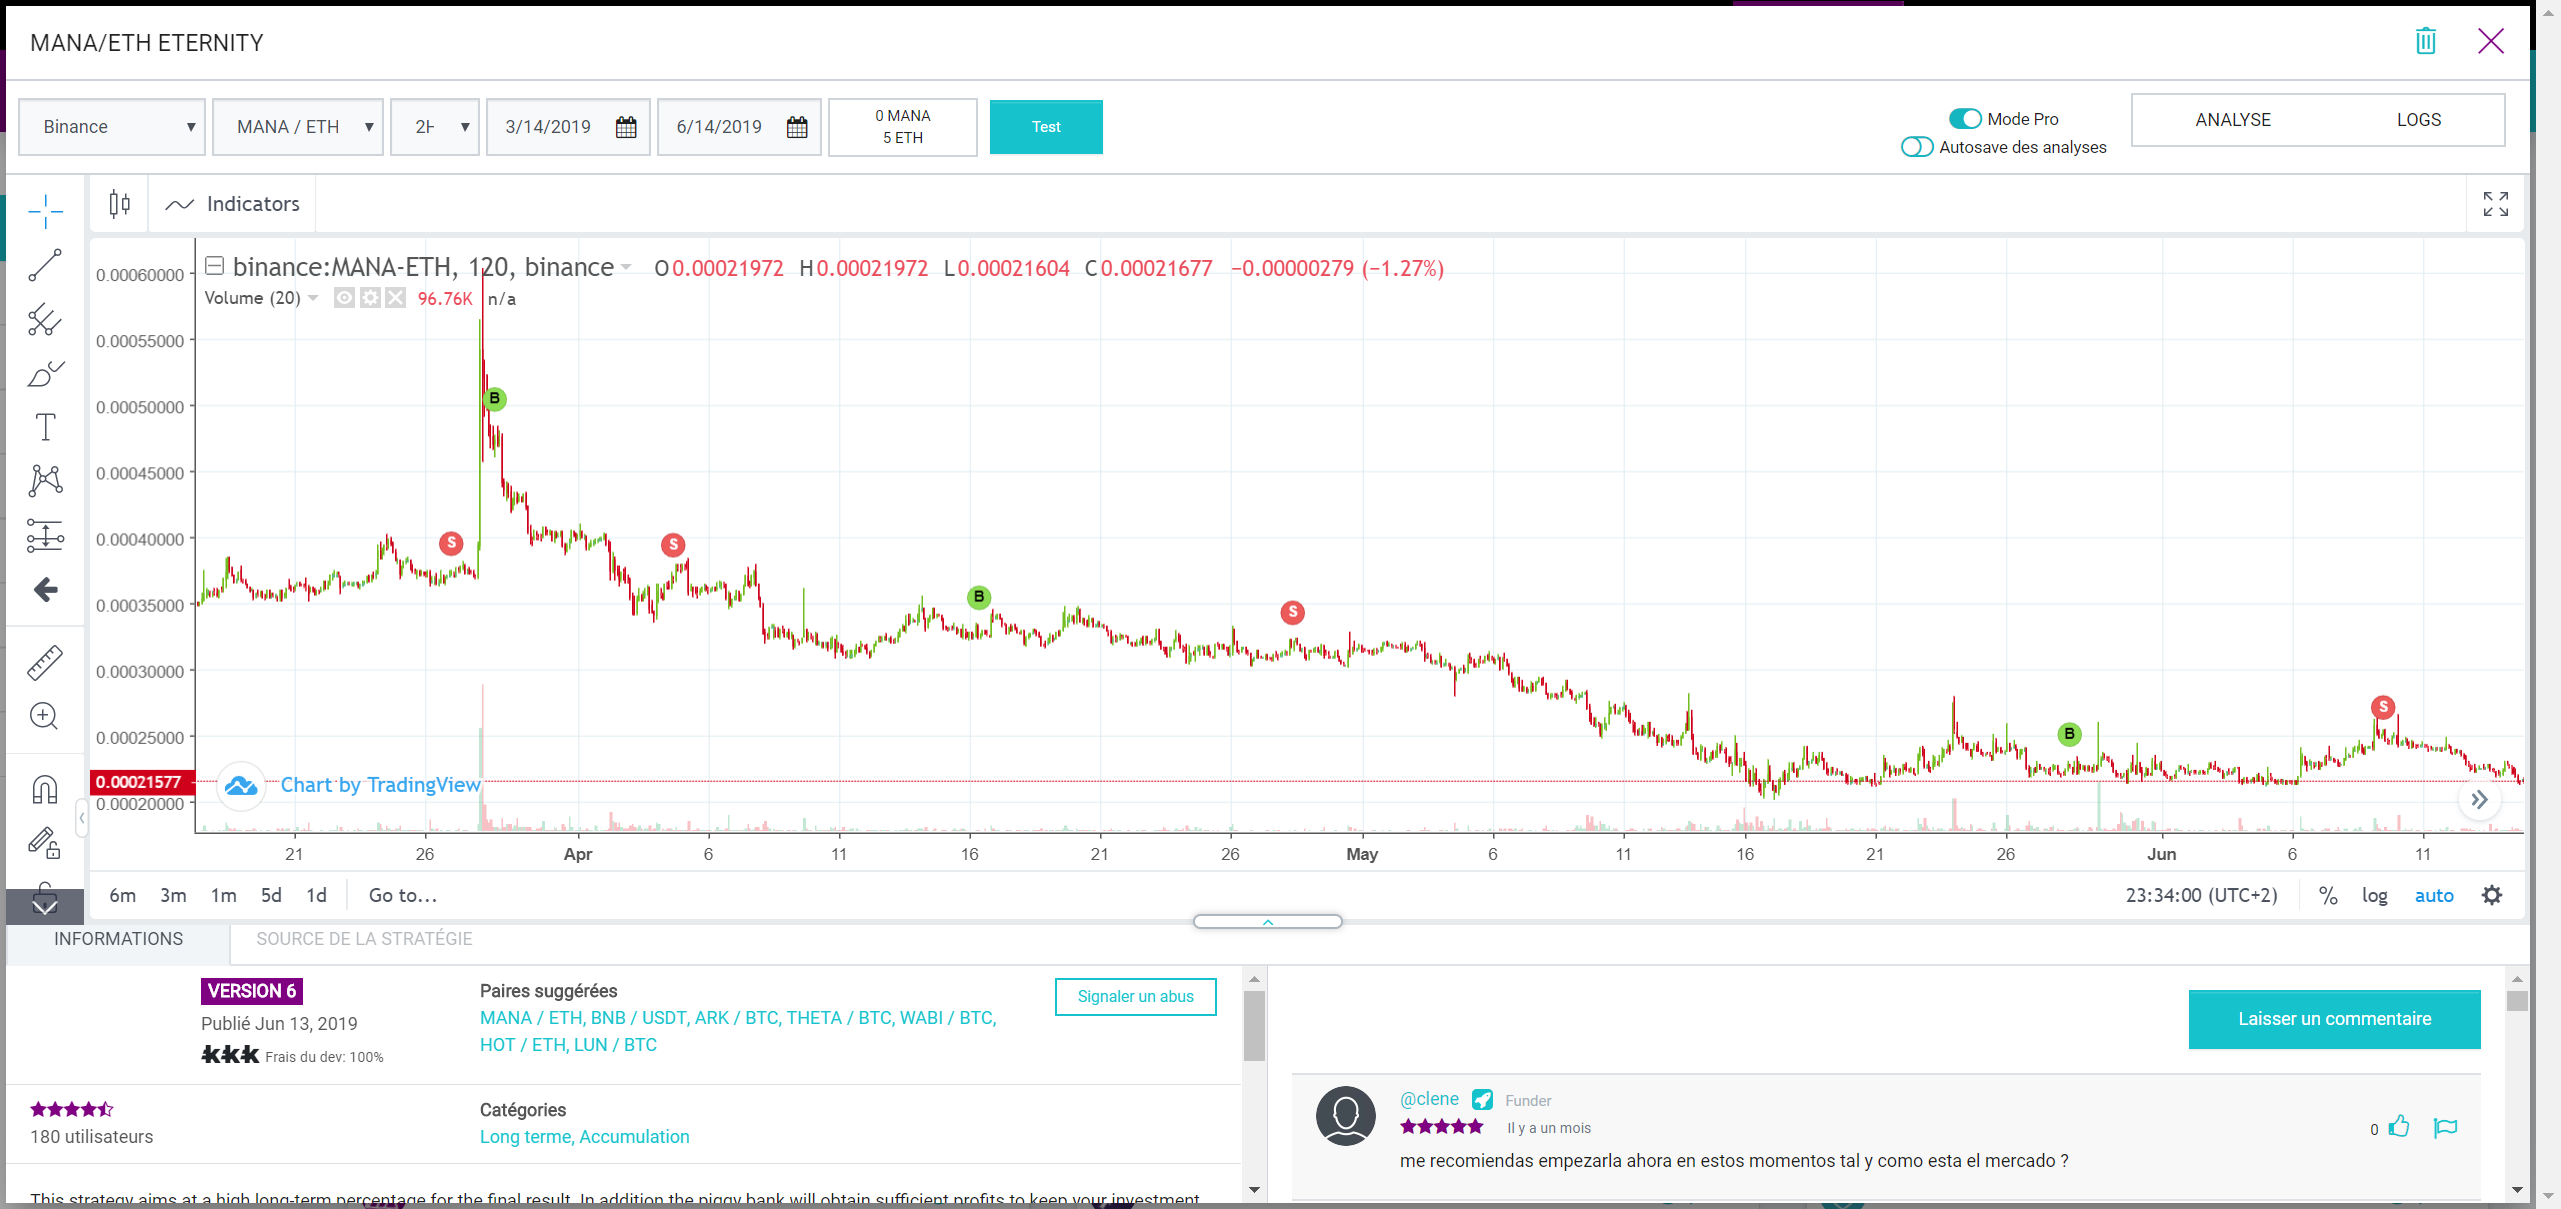 MANA/ETH ETERNITY
Binance
MANA / ETH
2H
3/14/2019
6/14/2019
0 MANA
5 ETH
Test
Mode Pro
Autosave des analyses
ANALYSE
LOGS
Indicators
binance:MANA-ETH, 120, binance O0.00021972 H0.00021972 L0.00021604 C0.00021677 −0.00000279 (−1.27%)
Volume (20) 96.76K n/a
0.00060000
0.00055000
0.00050000
0.00045000
0.00040000
0.00035000
0.00030000
0.00025000
0.00021577
0.00020000
B
S
S
B
S
B
S
Chart by TradingView
21 26 Apr 6 11 16 21 26 May 6 11 16 21 26 Jun 6 11
6m 3m 1m 5d 1d Go to... 23:34:00 (UTC+2) % log auto
INFORMATIONS
SOURCE DE LA STRATÉGIE
VERSION 6
Publié Jun 13, 2019
Frais du dev: 100%
Paires suggérées
MANA / ETH, BNB / USDT, ARK / BTC, THETA / BTC, WABI / BTC,
HOT / ETH, LUN / BTC
Signaler un abus
180 utilisateurs
Catégories
Long terme, Accumulation
This strategy aims at a high long-term percentage for the final result. In addition the piggy bank will obtain sufficient profits to keep your investment
Laisser un commentaire
@clene Funder
Il y a un mois
0
me recomiendas empezarla ahora en estos momentos tal y como esta el mercado ?